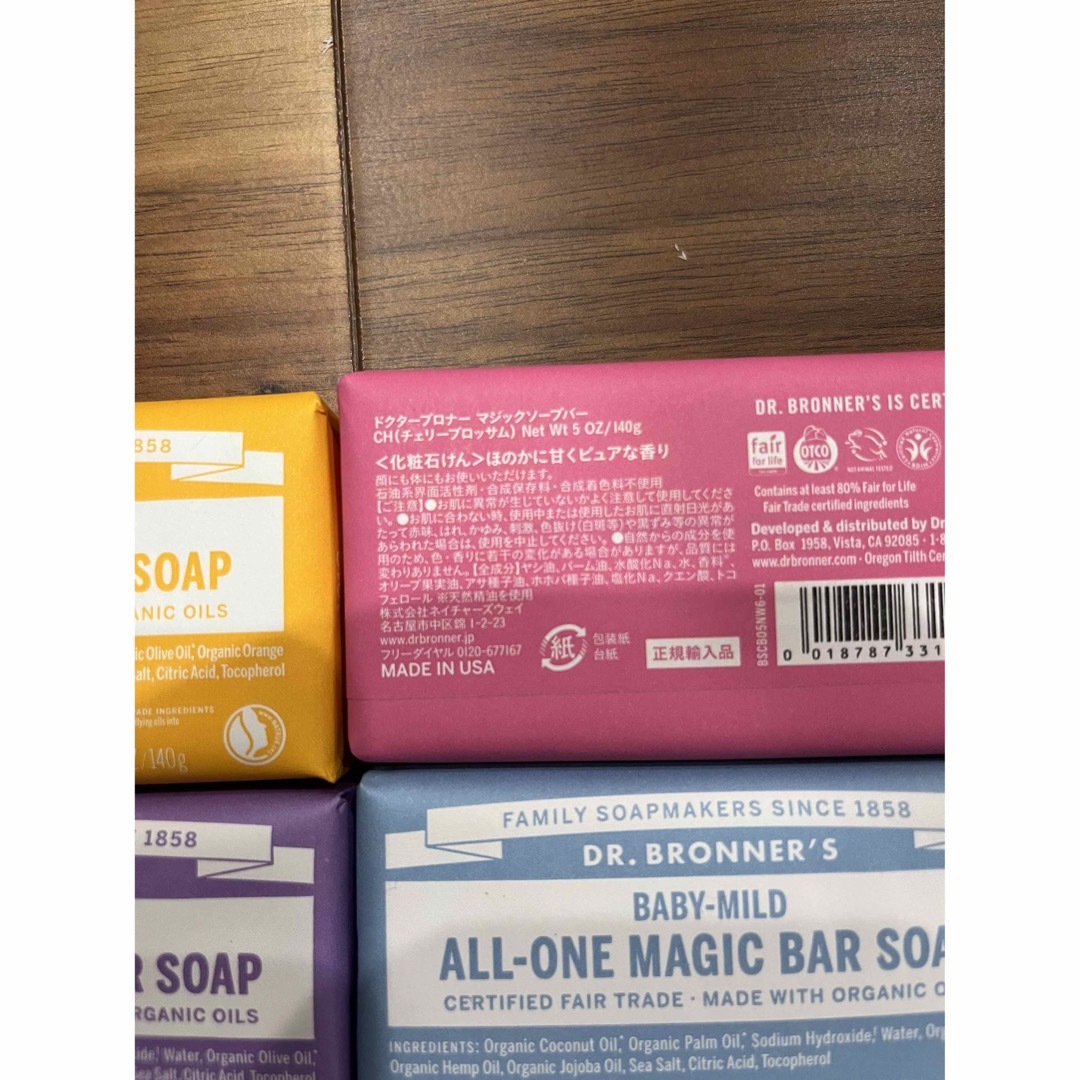 ドクターブロナー マジックソープバー
CH(チェリーブロッサム) Net Wt 5 OZ/140g
<化粧石けん>ほのかに甘くピュアな香り
顔にも体にもお使いいただけます。
石油系界面活性剤・合成保存料・合成着色料不使用
【ご注意】●お肌に異常が生じていないかよく注意して使用してくださ
い。●お肌に合わない時、使用中または使用したお肌に直射日光があ
たって赤味、はれ、かゆみ、刺激、色抜け(白斑等)や黒ずみ等の異常が
あらわれた場合は、使用を中止してください。●自然からの成分を使
用のため、色・香りに若干の変化がある場合がありますが、品質には
変わりありません。【全成分】ヤシ油、パーム油、水酸化Na、水、香料※、
オリーブ果実油、アサ種子油、ホホバ種子油、塩化Na、クエン酸、トコ
フェロール ※天然精油を使用
株式会社ネイチャーズウェイ
名古屋市中区錦 1-2-23
www.drbronner.jp
フリーダイヤル 0120-677167
MADE IN USA
紙
包装紙
台紙
正規輸入品
DR. BRONNER'S IS CERT
fair
for life
OTCO
NOT ANIMAL TESTED
Contains at least 80% Fair for Life
Fair Trade certified ingredients
Developed & distributed by Dr
P.O. Box 1958, Vista, CA 92085 · 1-8
www.drbronner.com · Oregon Tilth Cer
BSCB05NW6-01
0 018787 331
858
SOAP
ANIC OILS
ic Olive Oil,* Organic Orange
alt, Citric Acid, Tocopherol
ADE INGREDIENTS
fying oils into
/140g
1858
R SOAP
RGANIC OILS
ide,† Water, Organic Olive Oil,*
Sea Salt, Citric Acid, Tocopherol
FAMILY SOAPMAKERS SINCE 1858
DR. BRONNER'S
BABY-MILD
ALL-ONE MAGIC BAR SOA
CERTIFIED FAIR TRADE · MADE WITH ORGANIC O
INGREDIENTS: Organic Coconut Oil,* Organic Palm Oil,* Sodium Hydroxide,† Water, Org
Organic Hemp Oil, Organic Jojoba Oil, Sea Salt, Citric Acid, Tocopherol